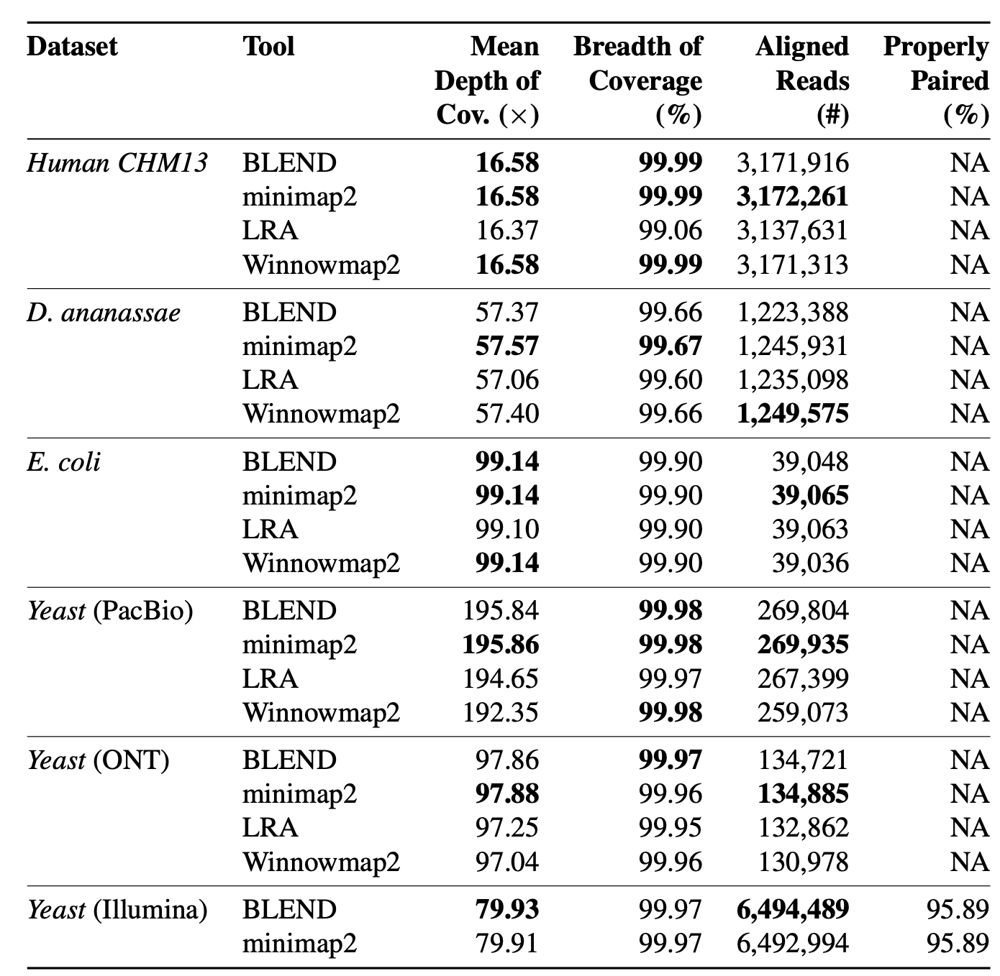 Dataset Tool Mean Breadth of Aligned Properly
Depth of Coverage Reads Paired
Cov. (×) (%) (#) (%)
Human CHM13 BLEND 16.58 99.99 3,171,916 NA
minimap2 16.58 99.99 3,172,261 NA
LRA 16.37 99.06 3,137,631 NA
Winnowmap2 16.58 99.99 3,171,313 NA
D. ananassae BLEND 57.37 99.66 1,223,388 NA
minimap2 57.57 99.67 1,245,931 NA
LRA 57.06 99.60 1,235,098 NA
Winnowmap2 57.40 99.66 1,249,575 NA
E. coli BLEND 99.14 99.90 39,048 NA
minimap2 99.14 99.90 39,065 NA
LRA 99.10 99.90 39,063 NA
Winnowmap2 99.14 99.90 39,036 NA
Yeast (PacBio) BLEND 195.84 99.98 269,804 NA
minimap2 195.86 99.98 269,935 NA
LRA 194.65 99.97 267,399 NA
Winnowmap2 192.35 99.98 259,073 NA
Yeast (ONT) BLEND 97.86 99.97 134,721 NA
minimap2 97.88 99.96 134,885 NA
LRA 97.25 99.95 132,862 NA
Winnowmap2 97.04 99.96 130,978 NA
Yeast (Illumina) BLEND 79.93 99.97 6,494,489 95.89
minimap2 79.91 99.97 6,492,994 95.89